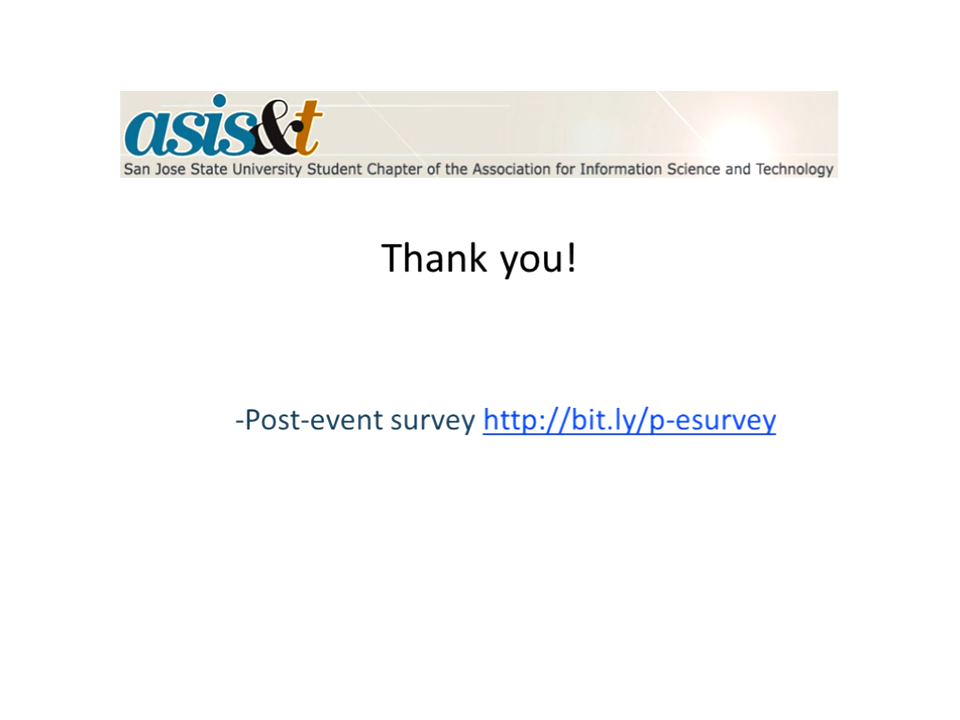 asis&t
San Jose State University Student Chapter of the Association for Information Science and Technology
Thank you!
-Post-event survey http://bit.ly/p-esurvey